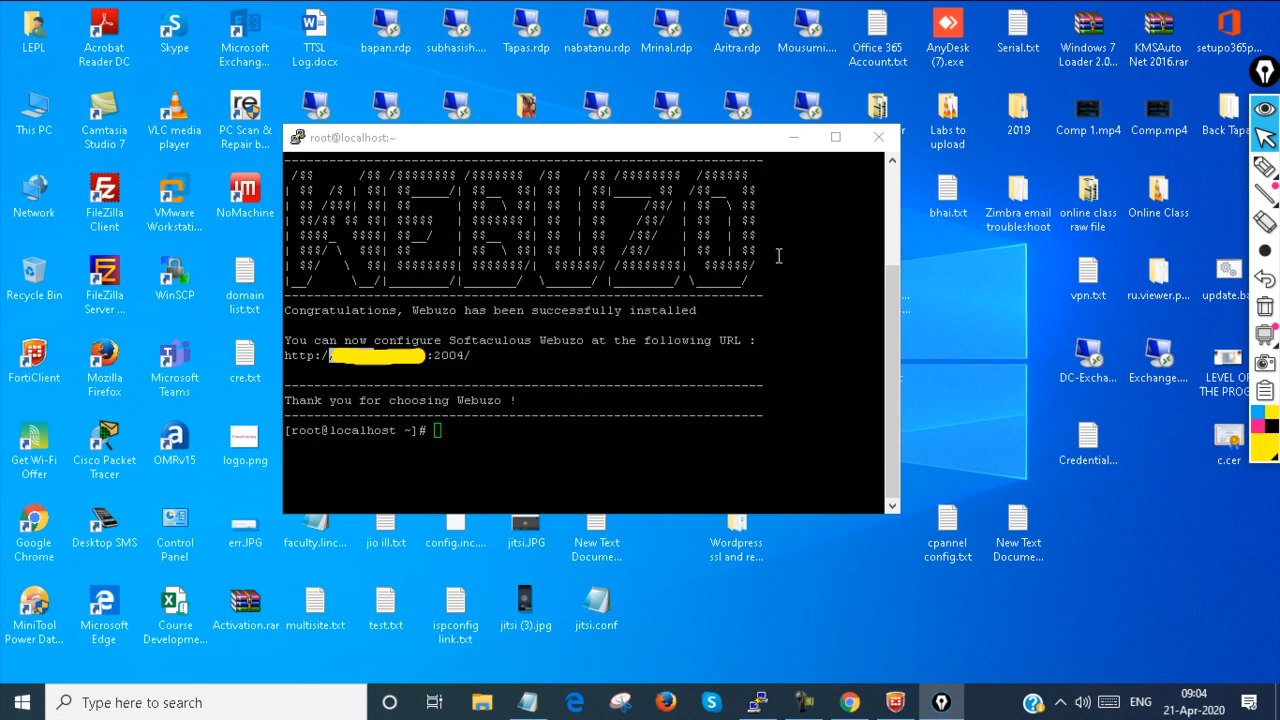 LEPL
Acrobat Reader DC
Skype
Microsoft Exchang...
TTSL Log.docx
bapan.rdp
subhasish....
Tapas.rdp
nabatanu.rdp
Mrinal.rdp
Aritra.rdp
Mousumi....
Office 365 Account.txt
AnyDesk (7).exe
Serial.txt
Windows 7 Loader 2.0...
KMSAuto Net 2016.rar
setupo365p...
This PC
Camtasia Studio 7
VLC media player
PC Scan & Repair b...
Labs to upload
2019
Comp 1.mp4
Comp.mp4
Back Tapa
Network
FileZilla Client
VMware Workstati...
NoMachine
bhai.txt
Zimbra email troubleshoot
online class raw file
Online Class
Recycle Bin
FileZilla Server ...
WinSCP
domain list.txt
vpn.txt
ru.viewer.p...
update.ba
FortiClient
Mozilla Firefox
Microsoft Teams
cre.txt
DC-Excha...
Exchange....
LEVEL OF THE PROG
Get Wi-Fi Offer
Cisco Packet Tracer
OMRv15
logo.png
Credential...
c.cer
root@localhost:~
WEBUZO
Congratulations, Webuzo has been successfully installed
You can now configure Softaculous Webuzo at the following URL :
http:/
:2004/
Thank you for choosing Webuzo !
[root@localhost ~]#
Google Chrome
Desktop SMS
Control Panel
err.JPG
faculty.linc...
jio ill.txt
config.inc....
jitsi.JPG
New Text Docume...
Wordpress ssl and re...
cpannel config.txt
New Text Docume...
MiniTool Power Dat...
Microsoft Edge
Course Developme...
Activation.rar
multisite.txt
test.txt
ispconfig link.txt
jitsi (3).jpg
jitsi.conf
Type here to search
ENG
09:04
21-Apr-2020